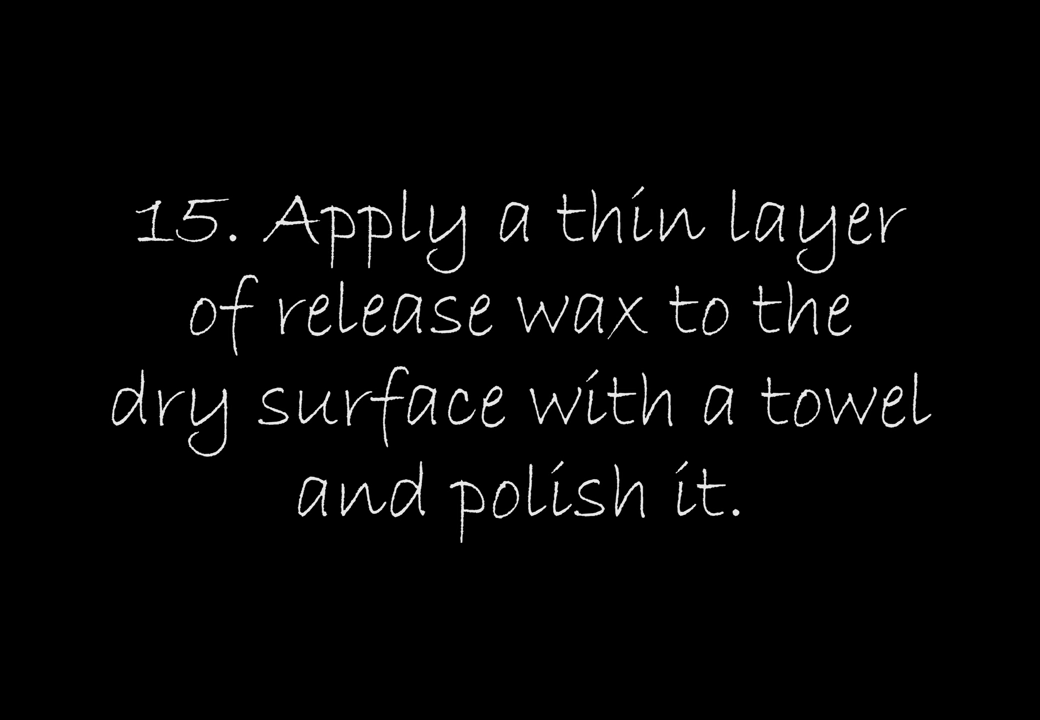 15. Apply a thin layer
of release wax to the
dry surface with a towel
and polish it.